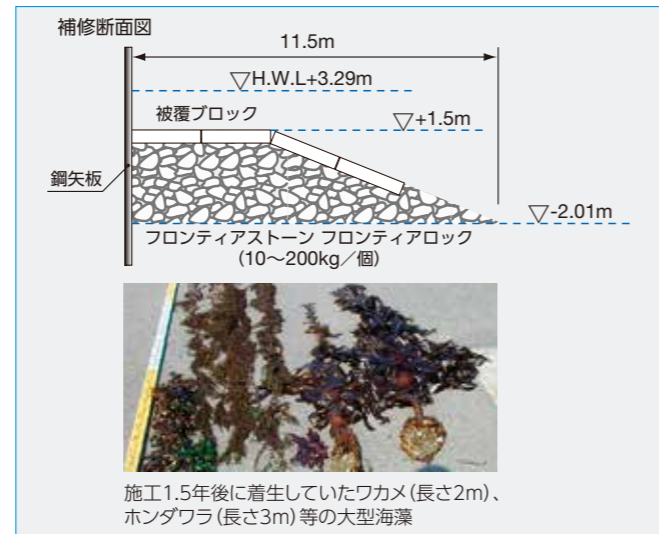 補修断面図
11.5m
▽H.W.L+3.29m
被覆ブロック
▽+1.5m
鋼矢板
▽-2.01m
フロンティアストーン フロンティアロック
(10〜200kg／個)
施工1.5年後に着生していたワカメ(長さ2m)、
ホンダワラ(長さ3m)等の大型海藻